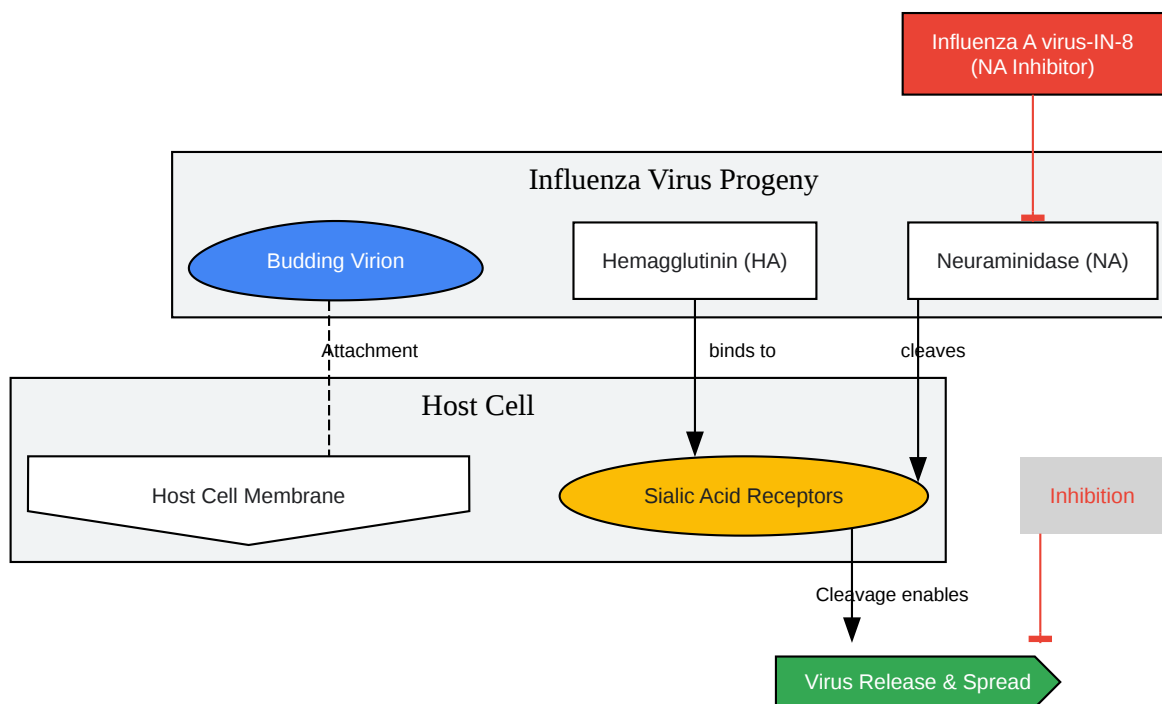 Influenza A virus-IN-8
(NA Inhibitor)
Influenza Virus Progeny
Budding Virion
Hemagglutinin (HA)
Neuraminidase (NA)
Attachment
binds to
cleaves
Host Cell
Host Cell Membrane
Sialic Acid Receptors
Inhibition
Cleavage enables
Virus Release & Spread